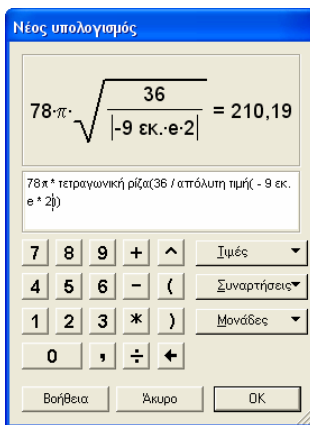 Νέος υπολογισμός
78·π·√ 36 / |-9 εκ.·e·2| = 210,19
78π * τετραγωνική ρίζα(36 / απόλυτη τιμή( - 9 εκ.
e * 2))
7 8 9 + ^ Τιμές
4 5 6 - ( Συναρτήσεις
1 2 3 * ) Μονάδες
0 , ÷ ←
Βοήθεια Άκυρο OK